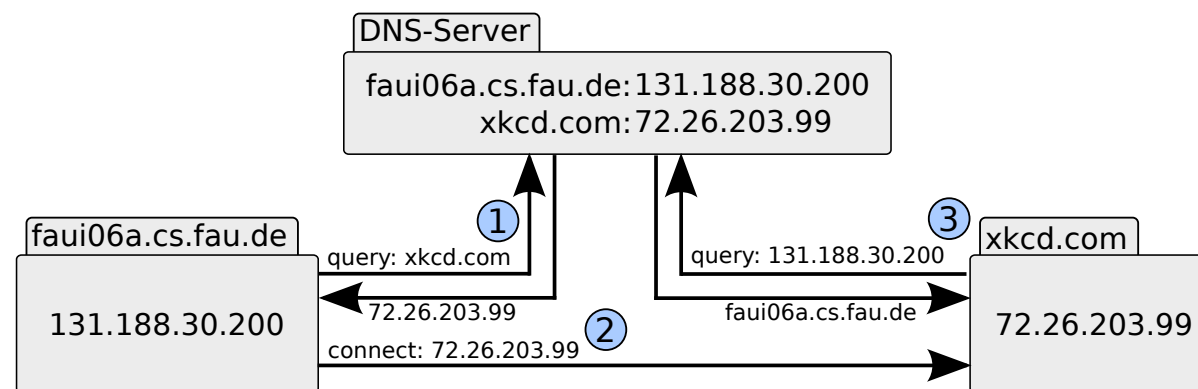 DNS-Server
faui06a.cs.fau.de: 131.188.30.200
xkcd.com: 72.26.203.99
1
3
faui06a.cs.fau.de
xkcd.com
query: xkcd.com
query: 131.188.30.200
72.26.203.99
faui06a.cs.fau.de
131.188.30.200
72.26.203.99
2
connect: 72.26.203.99